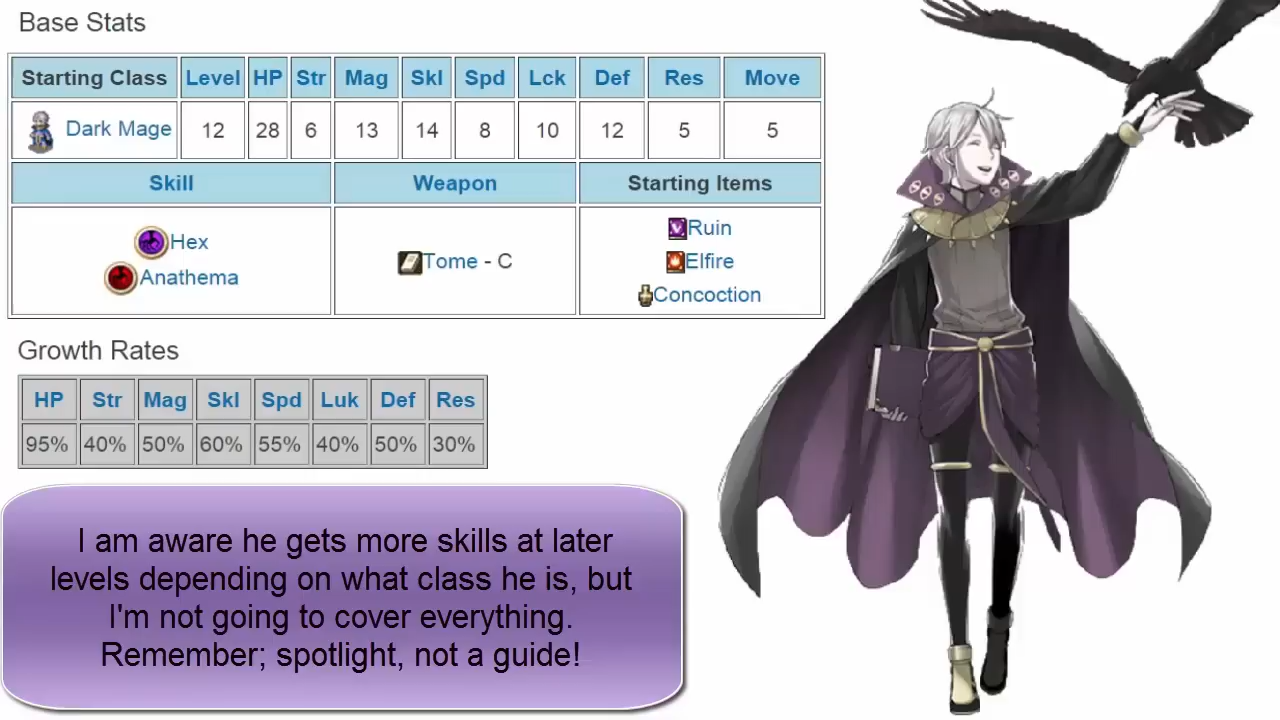 Base Stats
Starting Class Level HP Str Mag Skl Spd Lck Def Res Move
Dark Mage 12 28 6 13 14 8 10 12 5 5
Skill Weapon Starting Items
Hex
Anathema
Tome - C
Ruin
Elfire
Concoction
Growth Rates
HP Str Mag Skl Spd Luk Def Res
95% 40% 50% 60% 55% 40% 50% 30%
I am aware he gets more skills at later
levels depending on what class he is, but
I'm not going to cover everything.
Remember; spotlight, not a guide!